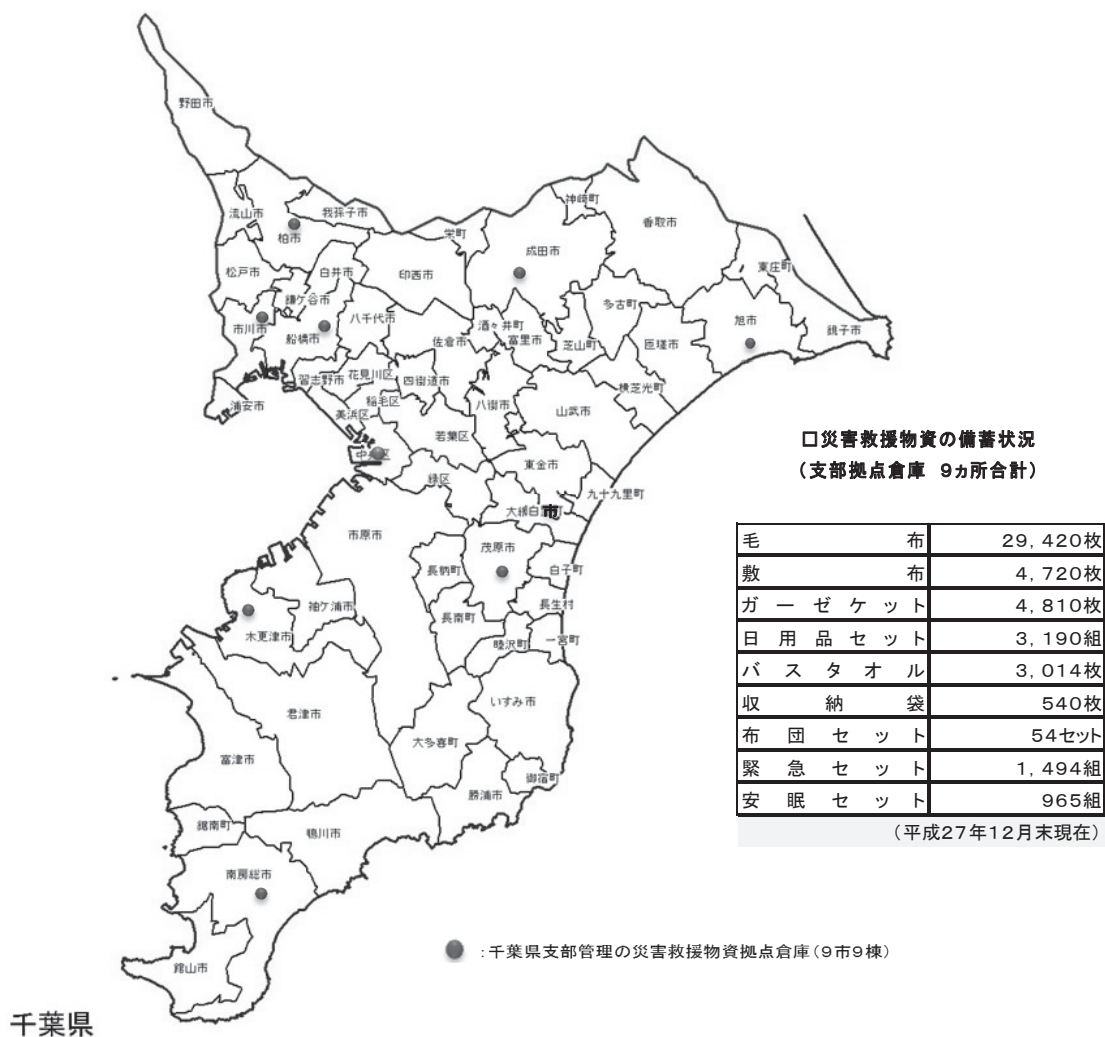 野田市
流山市
我孫子市
柏市
神崎町
香取市
栄町
成田市
東庄町
松戸市
白井市
印西市
鎌ケ谷市
多古町
旭市
銚子市
市川市
船橋市
八千代市
酒々井町
富里市
芝山町
匝瑳市
佐倉市
習志野市
花見川区
四街道市
横芝光町
浦安市
稲毛区
美浜区
八街市
山武市
若葉区
中央区
東金市
緑区
九十九里町
大網白里市
市原市
茂原市
長柄町
白子町
袖ケ浦市
長南町
長生村
木更津市
睦沢町
一宮町
いすみ市
君津市
大多喜町
富津市
御宿町
勝浦市
鋸南町
鴨川市
南房総市
館山市
□災害救援物資の備蓄状況
(支部拠点倉庫 9ヵ所合計)
毛布 29,420枚
敷布 4,720枚
ガーゼケット 4,810枚
日用品セット 3,190組
バスタオル 3,014枚
収納袋 540枚
布団セット 54セット
緊急セット 1,494組
安眠セット 965組
(平成27年12月末現在)
:千葉県支部管理の災害救援物資拠点倉庫(9市9棟)
千葉県